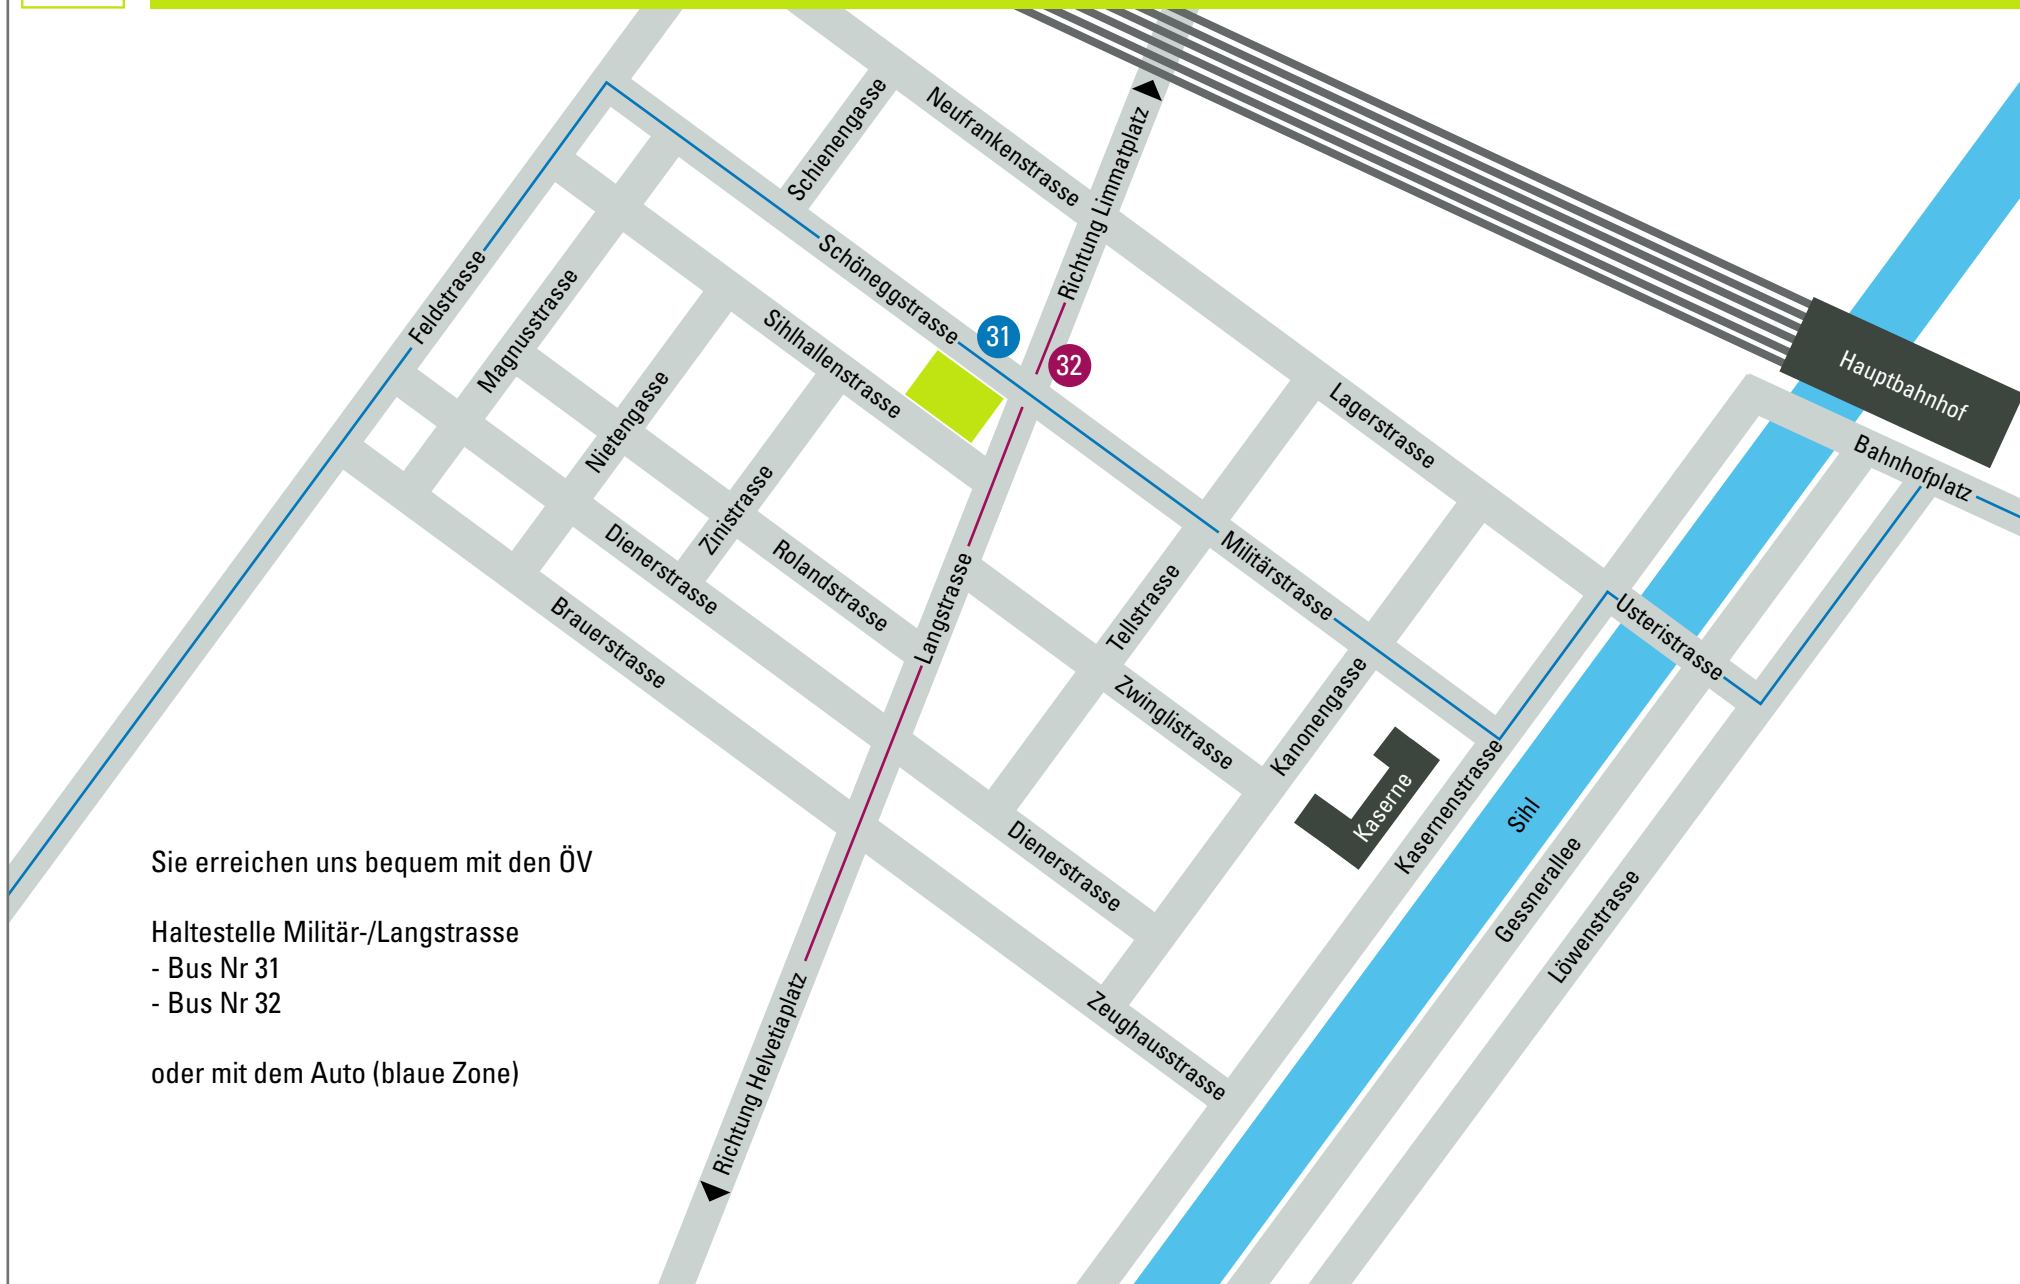 Schienengasse
Neufrankenstrasse
Richtung Limmatplatz
Schöneggstrasse
Feldstrasse
Magnusstrasse
Sihlhallenstrasse
31
32
Nietengasse
Lagerstrasse
Hauptbahnhof
Bahnhofplatz
Zinistrasse
Dienerstrasse
Rolandstrasse
Langstrasse
Brauerstrasse
Tellstrasse
Militärstrasse
Usteristrasse
Zwinglistrasse
Kanonengasse
Kaserne
Kasernenstrasse
Sihl
Dienerstrasse
Gessnerallee
Löwenstrasse
Zeughausstrasse
Richtung Helvetiaplatz
Sie erreichen uns bequem mit den ÖV
Haltestelle Militär-/Langstrasse
- Bus Nr 31
- Bus Nr 32
oder mit dem Auto (blaue Zone)